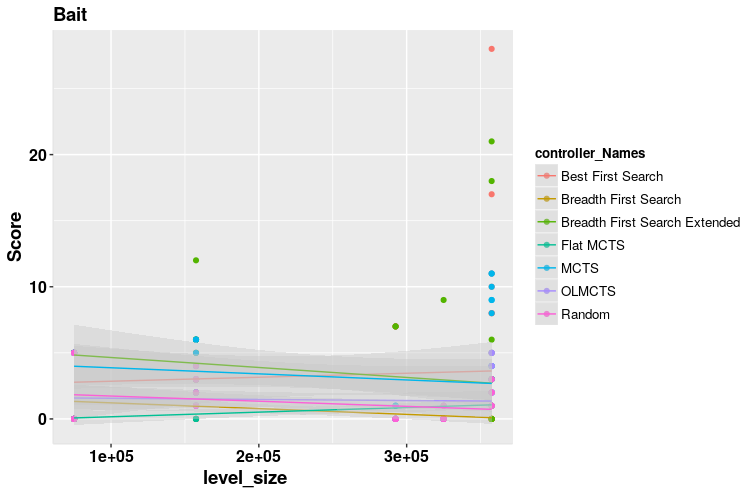 Bait
Score
20
10
0
1e+05 2e+05 3e+05
level_size
controller_Names
Best First Search
Breadth First Search
Breadth First Search Extended
Flat MCTS
MCTS
OLMCTS
Random